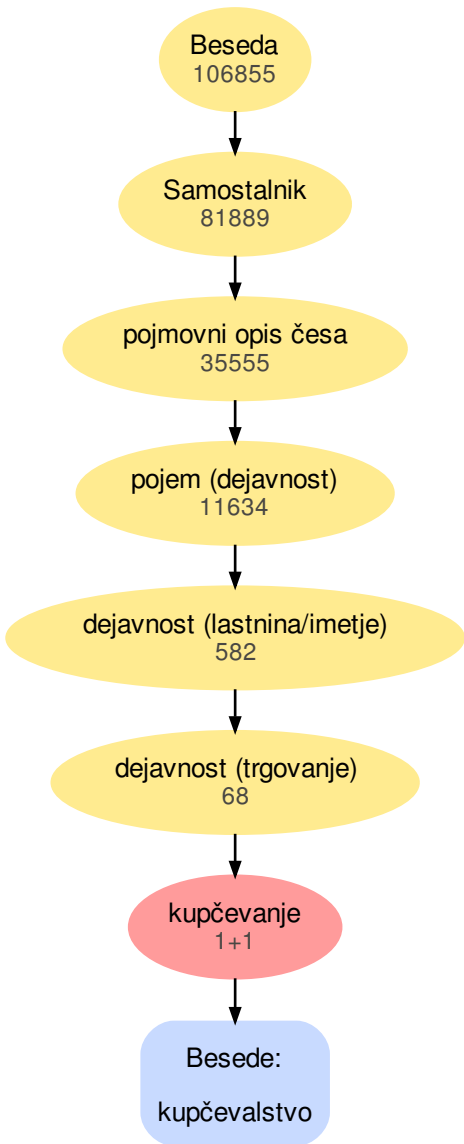 Beseda
106855
Samostalnik
81889
pojmovni opis česa
35555
pojem (dejavnost)
11634
dejavnost (lastnina/imetje)
582
dejavnost (trgovanje)
68
kupčevanje
1+1
Besede:
kupčevalstvo